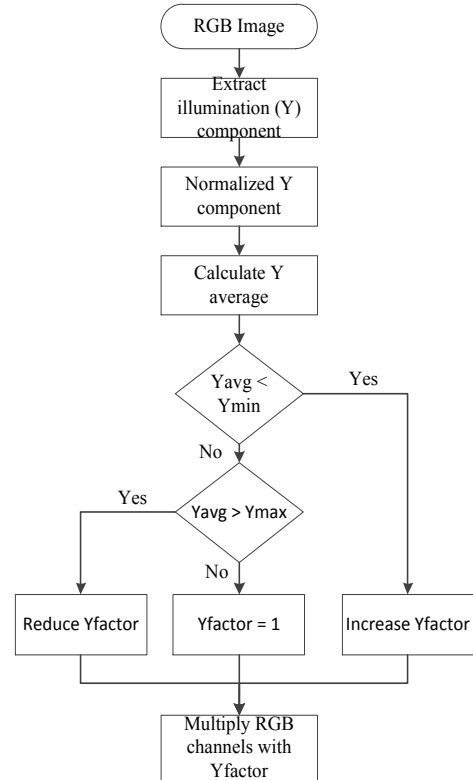 RGB Image
Extract
illumination (Y)
component
Normalized Y
component
Calculate Y
average
Yavg <
Ymin
Yes
No
Yes
Yavg > Ymax
No
Reduce Yfactor
Yfactor = 1
Increase Yfactor
Multiply RGB
channels with
Yfactor